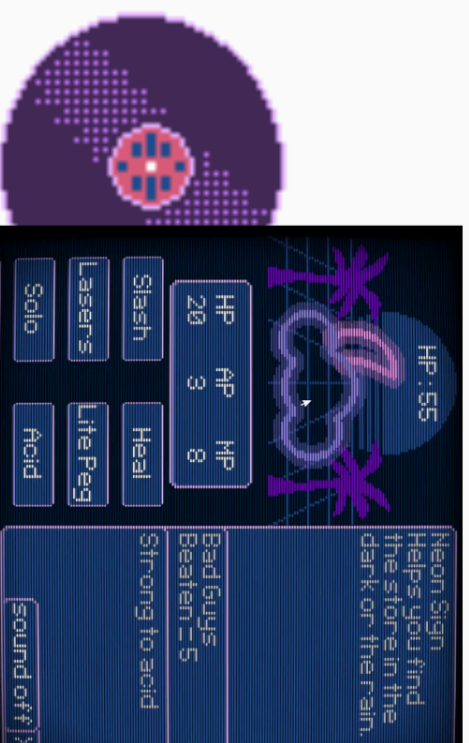 HP:55
HP AP MP
20 3 8
Slash Heal
Lasers Lite Peg
Solo Acid
Neon Sign
Helps you find
the store in the
dark or the rain.
Bad Guys
Beaten = 5
Strong to acid
sound off?